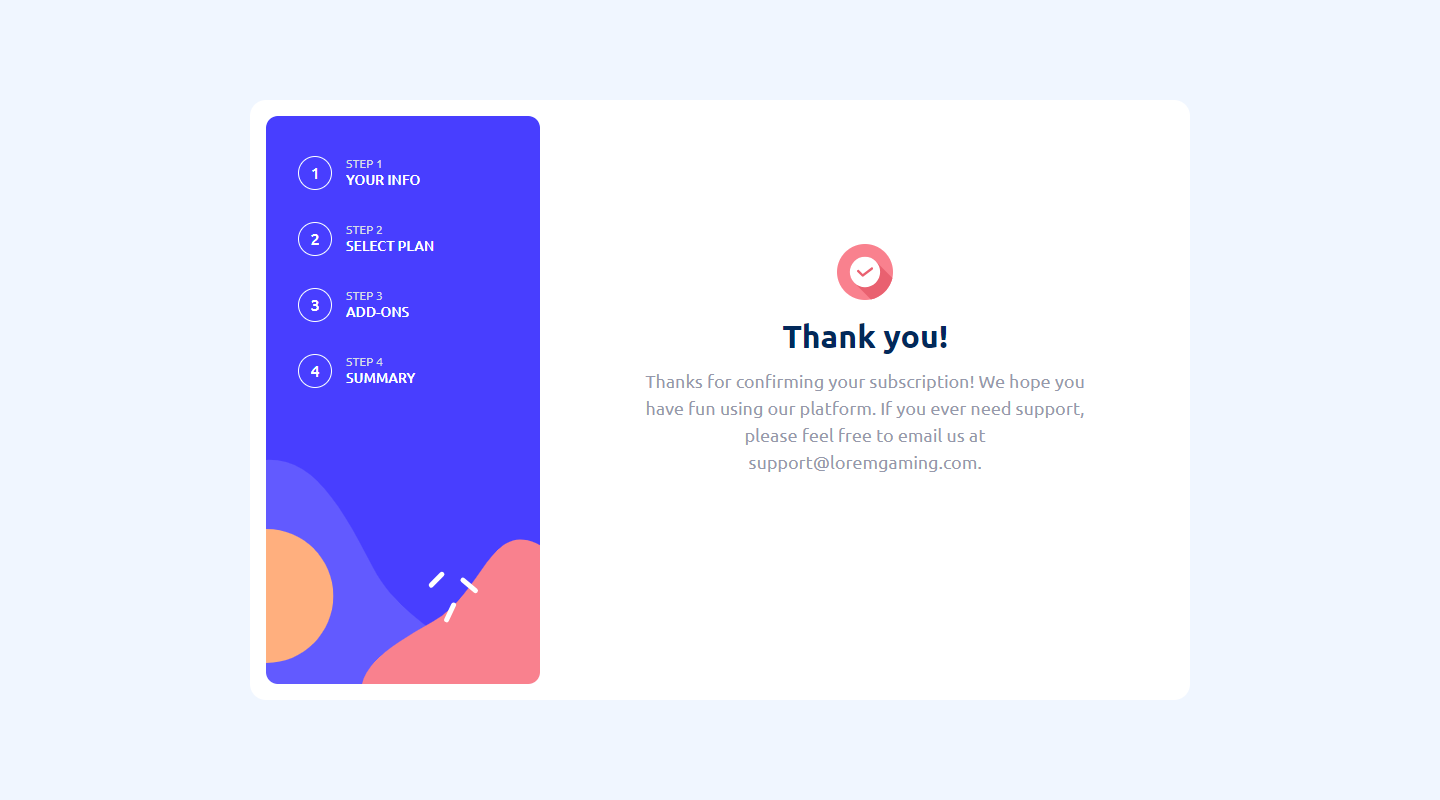 1
STEP 1
YOUR INFO
2
STEP 2
SELECT PLAN
3
STEP 3
ADD-ONS
4
STEP 4
SUMMARY
Thank you!
Thanks for confirming your subscription! We hope you
have fun using our platform. If you ever need support,
please feel free to email us at
support@loremgaming.com.